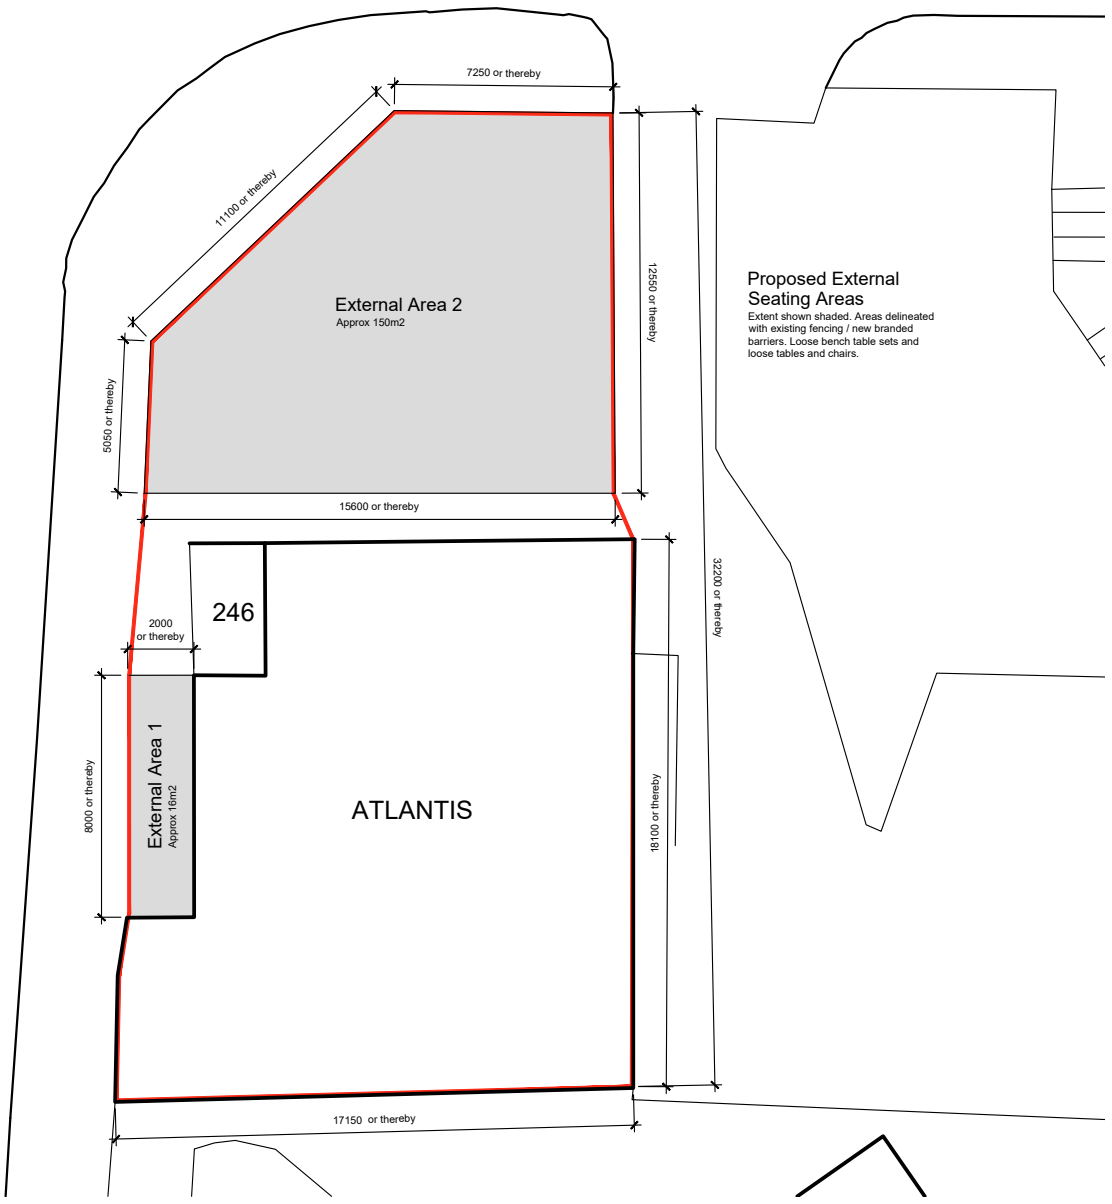 7250 or thereby
11100 or thereby
12550 or thereby
External Area 2
Approx 150m2
Proposed External
Seating Areas
Extent shown shaded. Areas delineated
with existing fencing / new branded
barriers. Loose bench table sets and
loose tables and chairs.
5050 or thereby
15600 or thereby
32200 or thereby
246
2000
or thereby
External Area 1
Approx 16m2
8000 or thereby
ATLANTIS
18100 or thereby
17150 or thereby